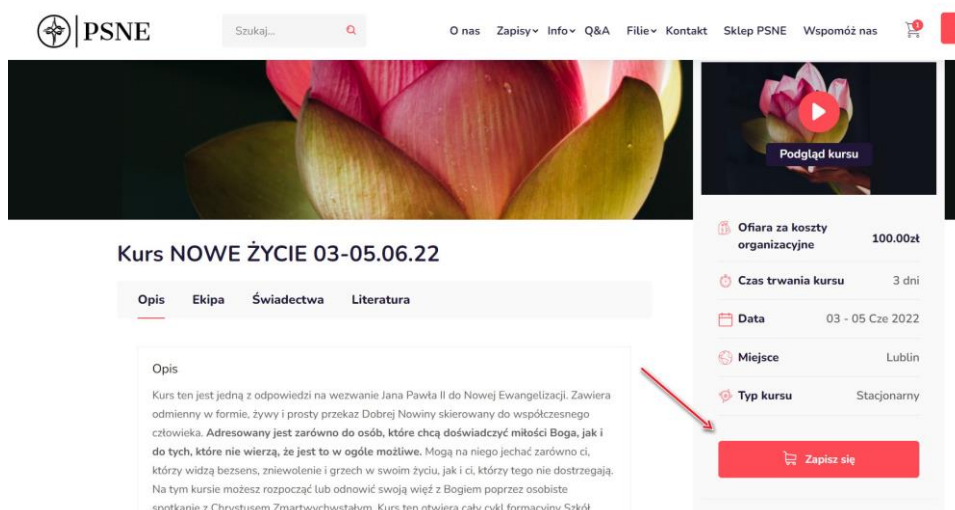 PSNE
Szukaj...
O nas Zapisy Info Q&A Filie Kontakt Sklep PSNE Wspomóż nas
1
Podgląd kursu
Kurs NOWE ŻYCIE 03-05.06.22
Opis Ekipa Świadectwa Literatura
Opis
Kurs ten jest jedną z odpowiedzi na wezwanie Jana Pawła II do Nowej Ewangelizacji. Zawiera
odmienny w formie, żywy i prosty przekaz Dobrej Nowiny skierowany do współczesnego
człowieka. Adresowany jest zarówno do osób, które chcą doświadczyć miłości Boga, jak i
do tych, które nie wierzą, że jest to w ogóle możliwe. Mogą na niego jechać zarówno ci,
którzy widzą bezsens, zniewolenie i grzech w swoim życiu, jak i ci, którzy tego nie dostrzegają.
Na tym kursie możesz rozpocząć lub odnowić swoją więź z Bogiem poprzez osobiste
spotkanie z Chrystusem Zmartwychwstałym. Kurs ten otwiera cały cykl formacyjny Szkół
Ofiara za koszty
organizacyjne 100.00zł
Czas trwania kursu 3 dni
Data 03 - 05 Cze 2022
Miejsce Lublin
Typ kursu Stacjonarny
Zapisz się